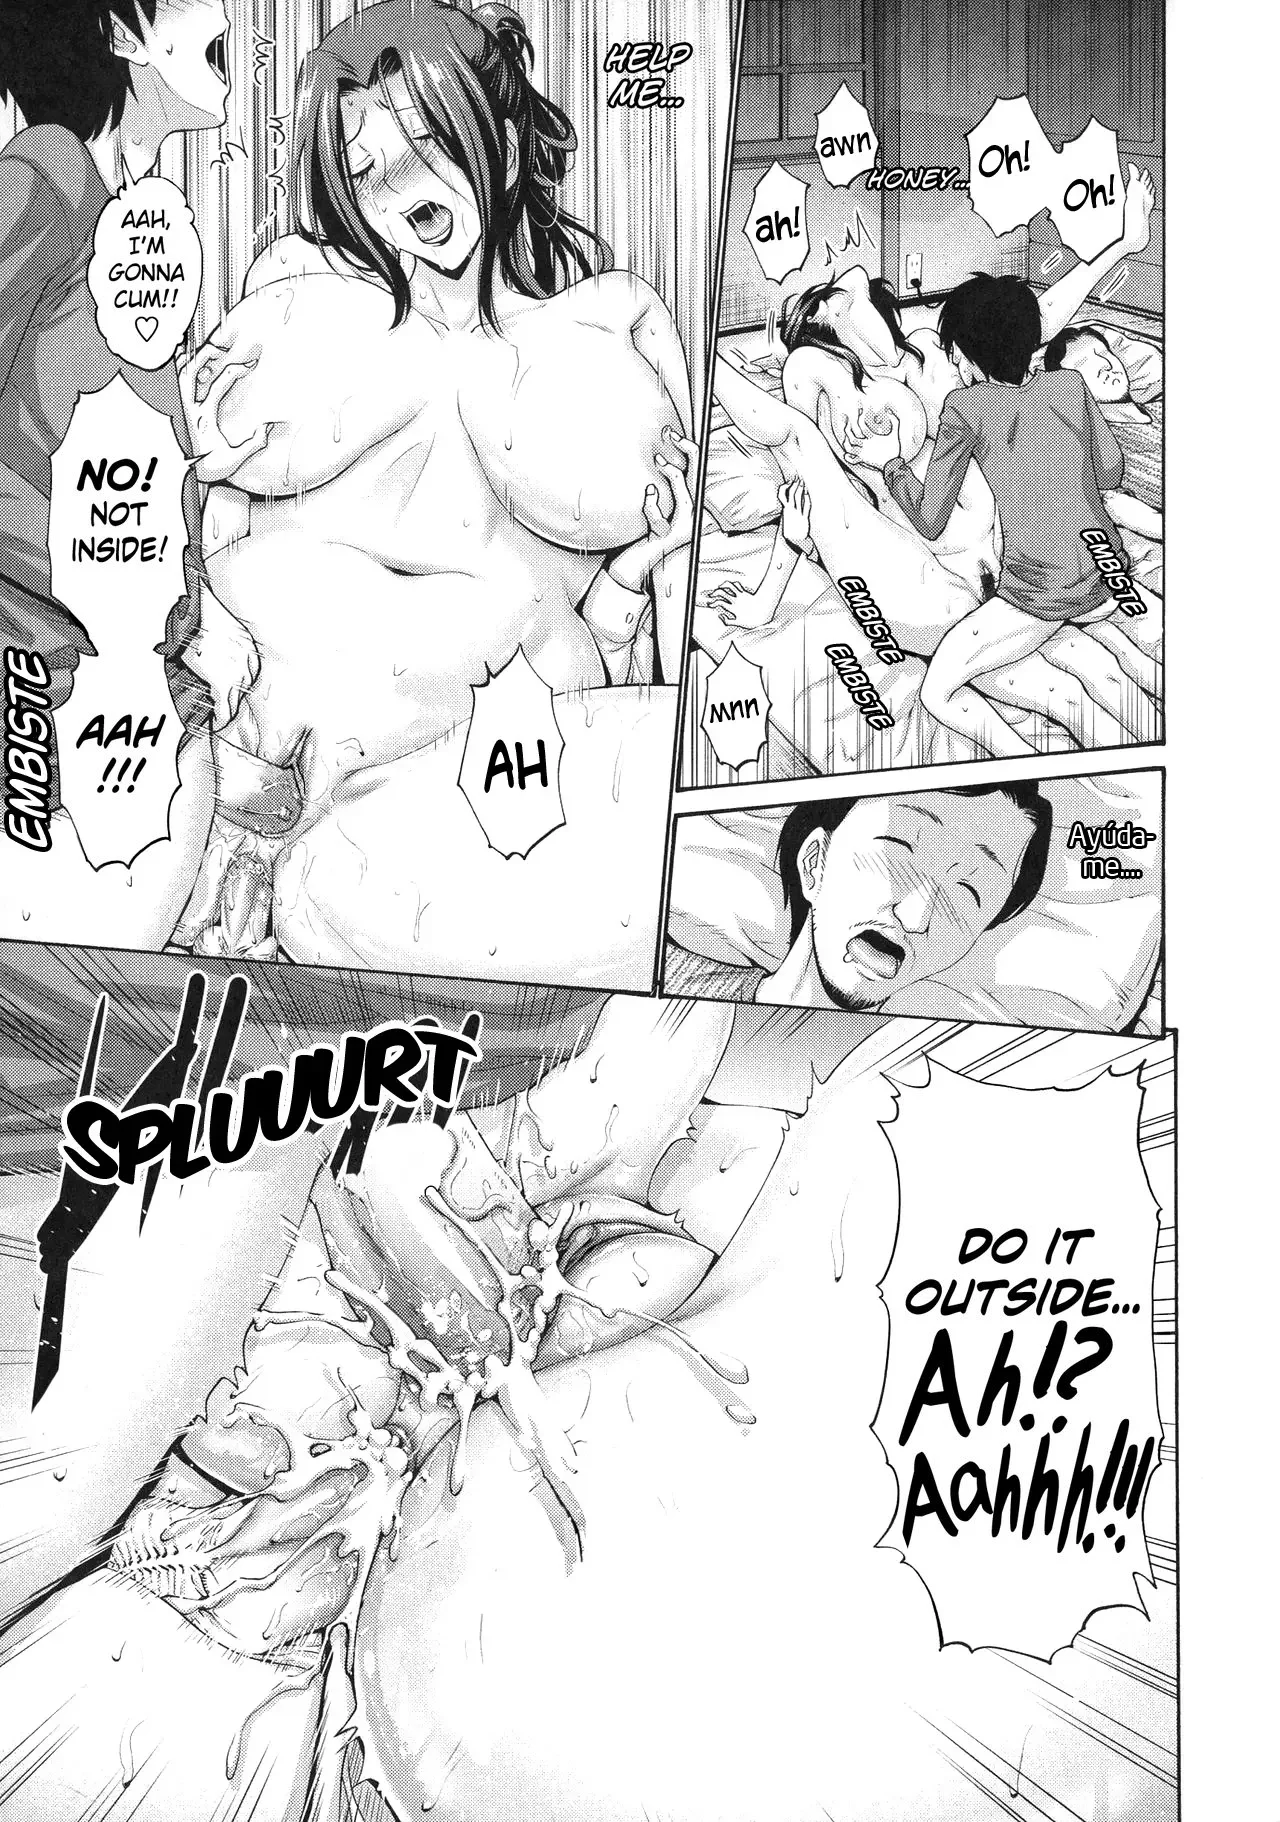 Oh!
Oh!
HONEY...
awn
ah!
EMBISTE
EMBISTE
EMBISTE
mnn
HELP
ME...
AAH,
I'M
GONNA
CUM!!
♡
NO!
NOT
INSIDE!
AAH
!!!
AH
EMBISTE
Ayúda-
me....
SPLUUURT
DO IT
OUTSIDE...
Ah!?
Aahhh!!!